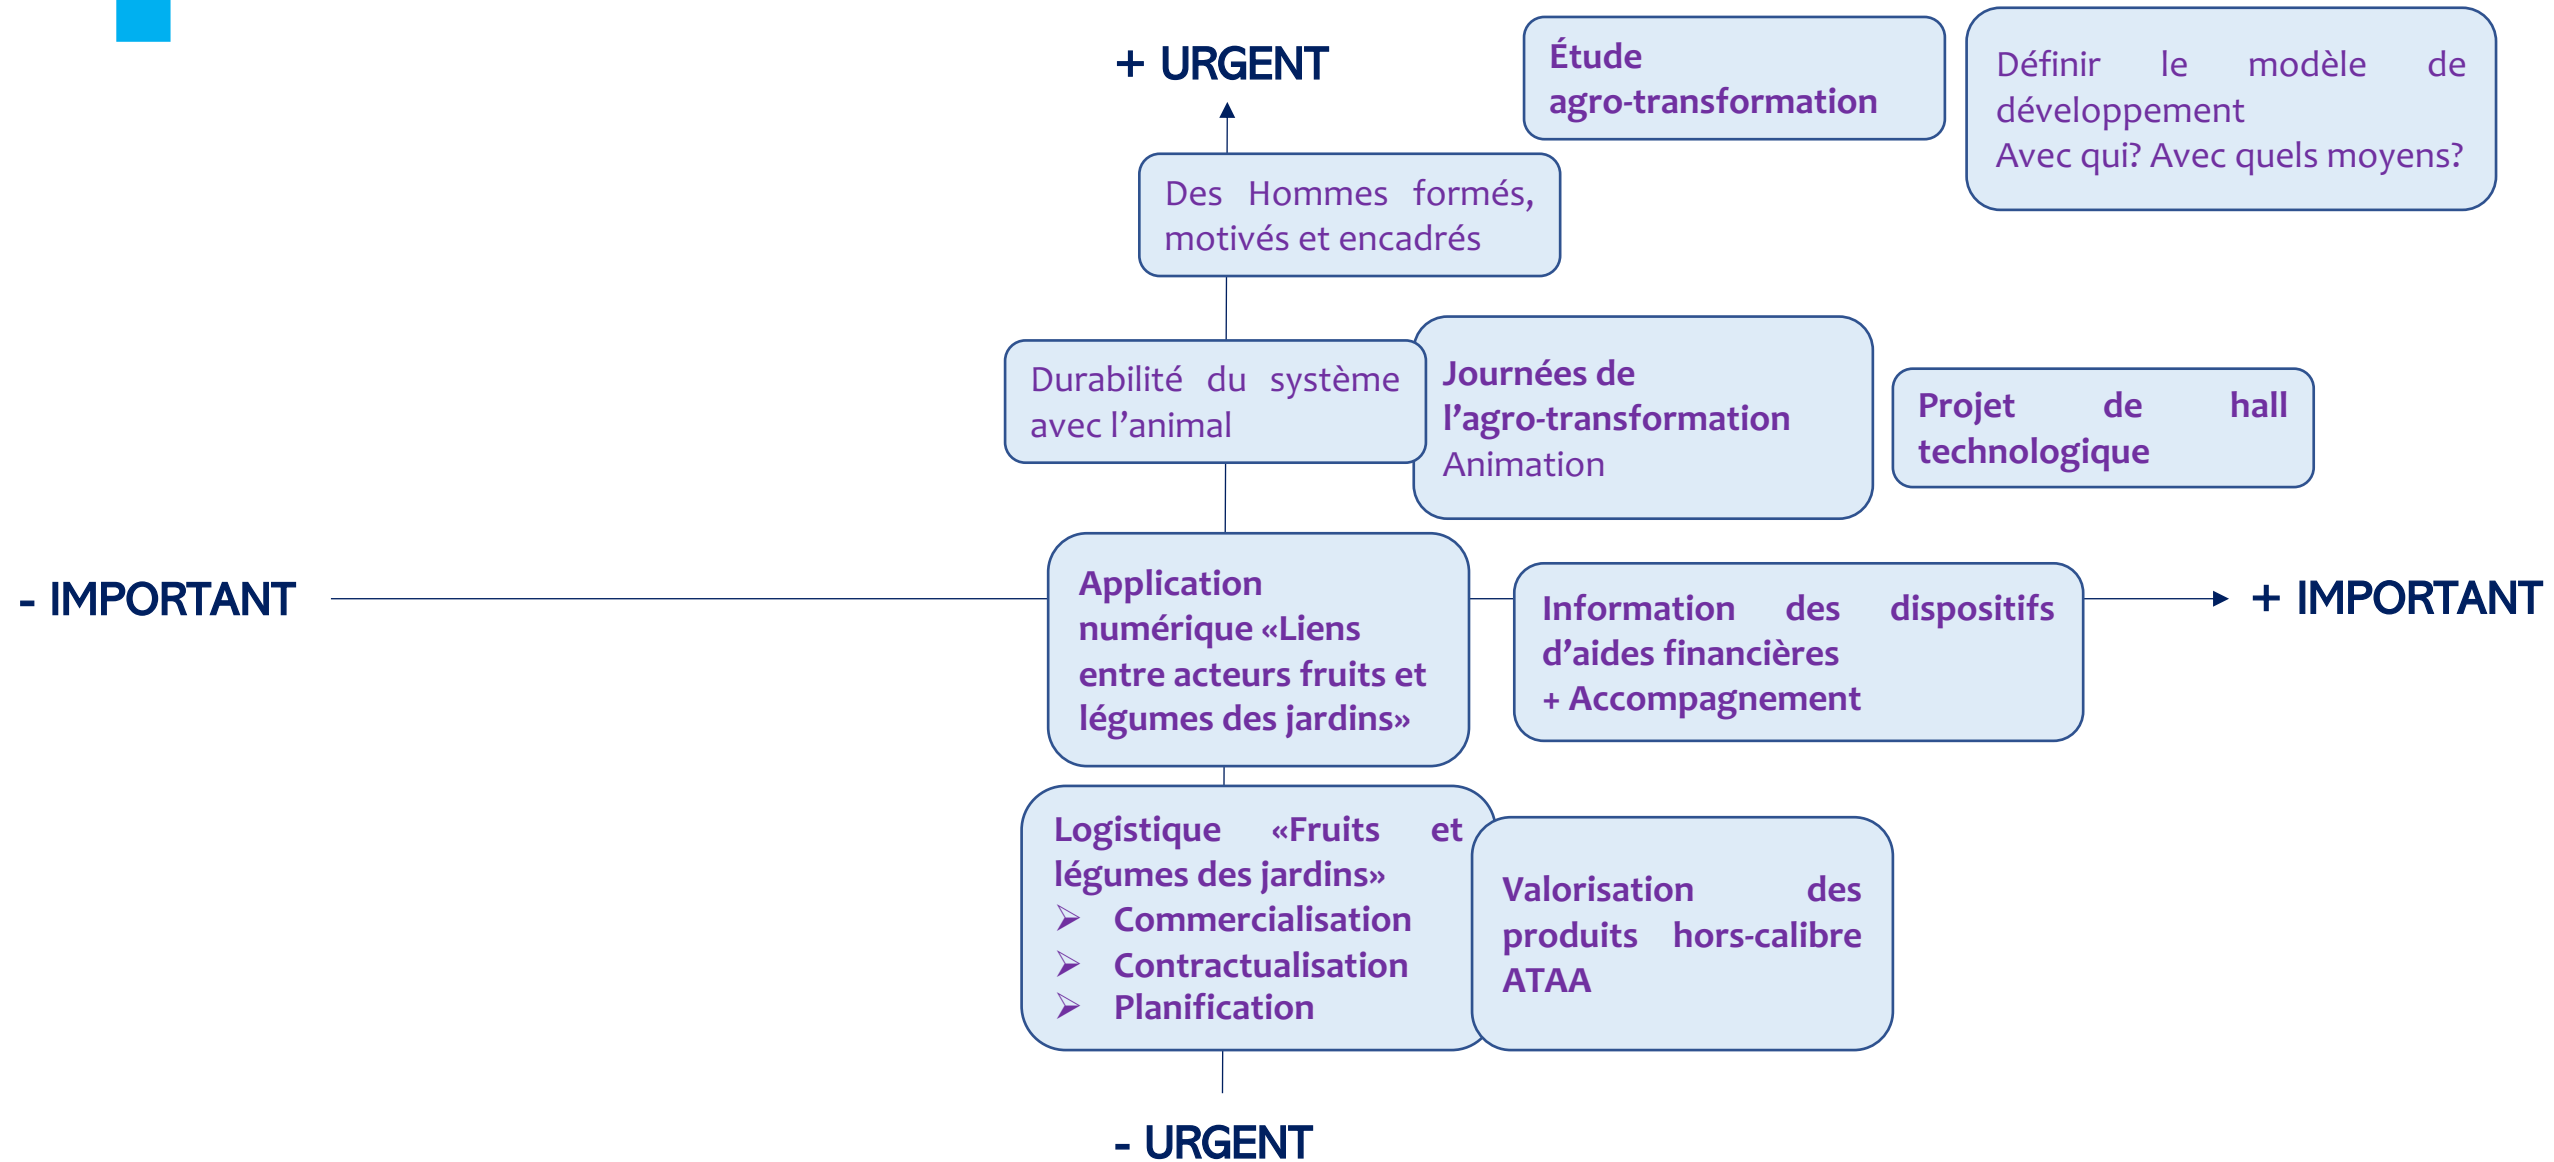 + URGENT
Étude
agro-transformation
Définir le modèle de
développement
Avec qui? Avec quels moyens?
Des Hommes formés,
motivés et encadrés
Durabilité du système
avec l’animal
Journées de
l’agro-transformation
Animation
Projet de hall
technologique
- IMPORTANT
Application
numérique «Liens
entre acteurs fruits et
légumes des jardins»
Information des dispositifs
d’aides financières
+ Accompagnement
+ IMPORTANT
Logistique «Fruits et
légumes des jardins»
➢ Commercialisation
➢ Contractualisation
➢ Planification
Valorisation des
produits hors-calibre
ATAA
- URGENT